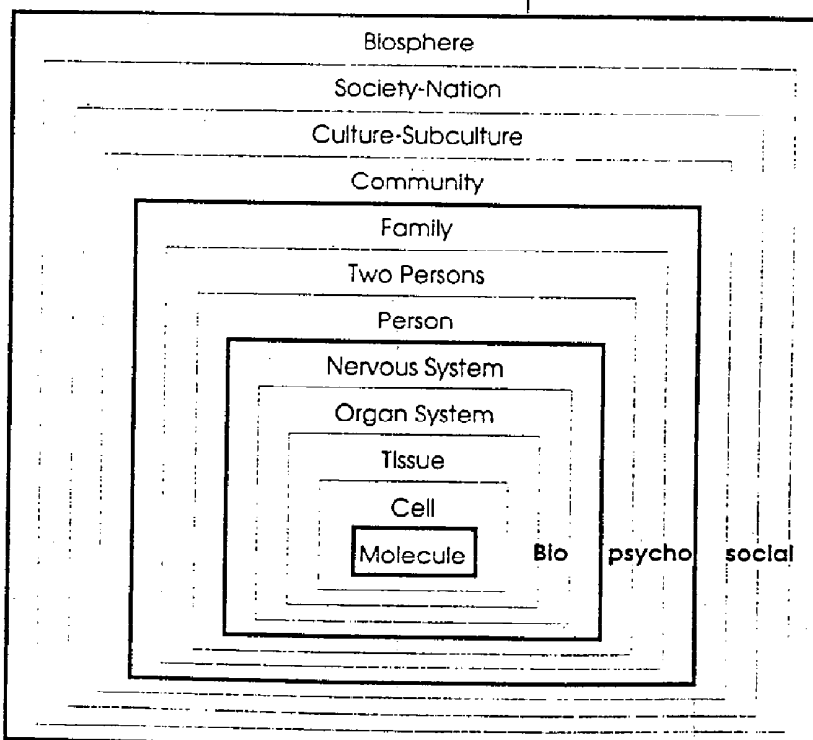 Biosphere
Society-Nation
Culture-Subculture
Community
Family
Two Persons
Person
Nervous System
Organ System
Tissue
Cell
Molecule Bio psycho social